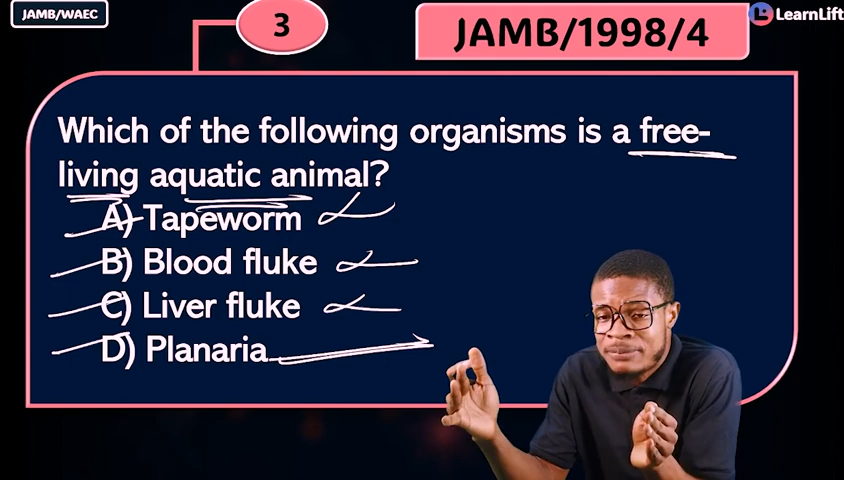 JAMB/WAEC
3
JAMB/1998/4
LearnLift
Which of the following organisms is a free-
living aquatic animal?
A) Tapeworm
B) Blood fluke
C) Liver fluke
D) Planaria